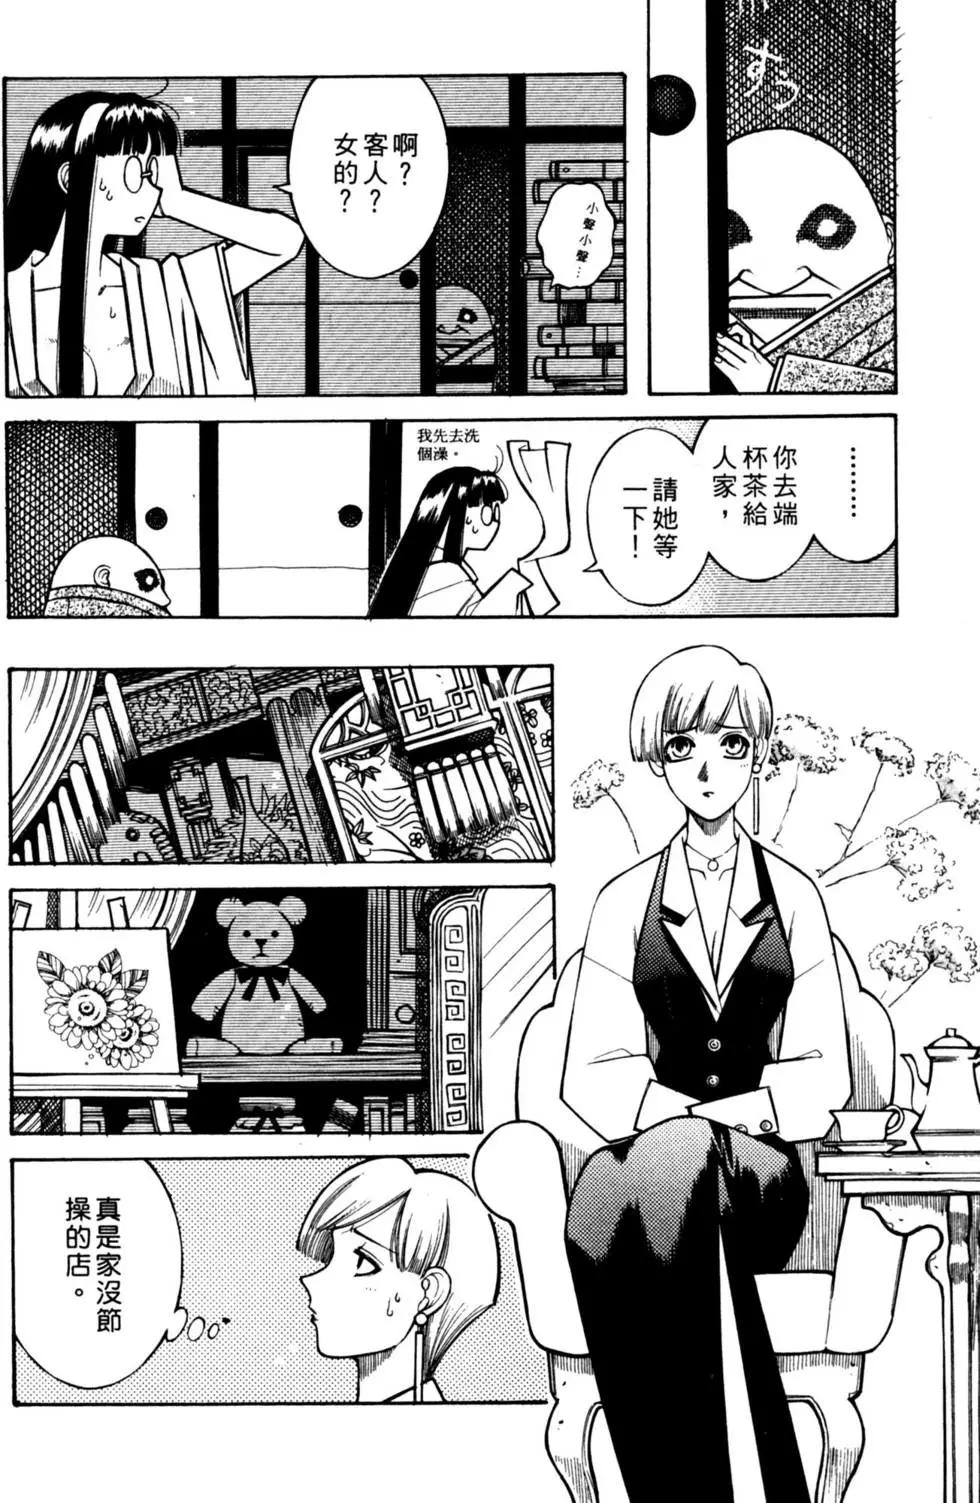 すっ
啊？
客人？
女的？
小聲小聲…
………
你去端
杯茶給
人家，
請她等
一下！
我先去洗
個澡。
真是家沒節
操的店。